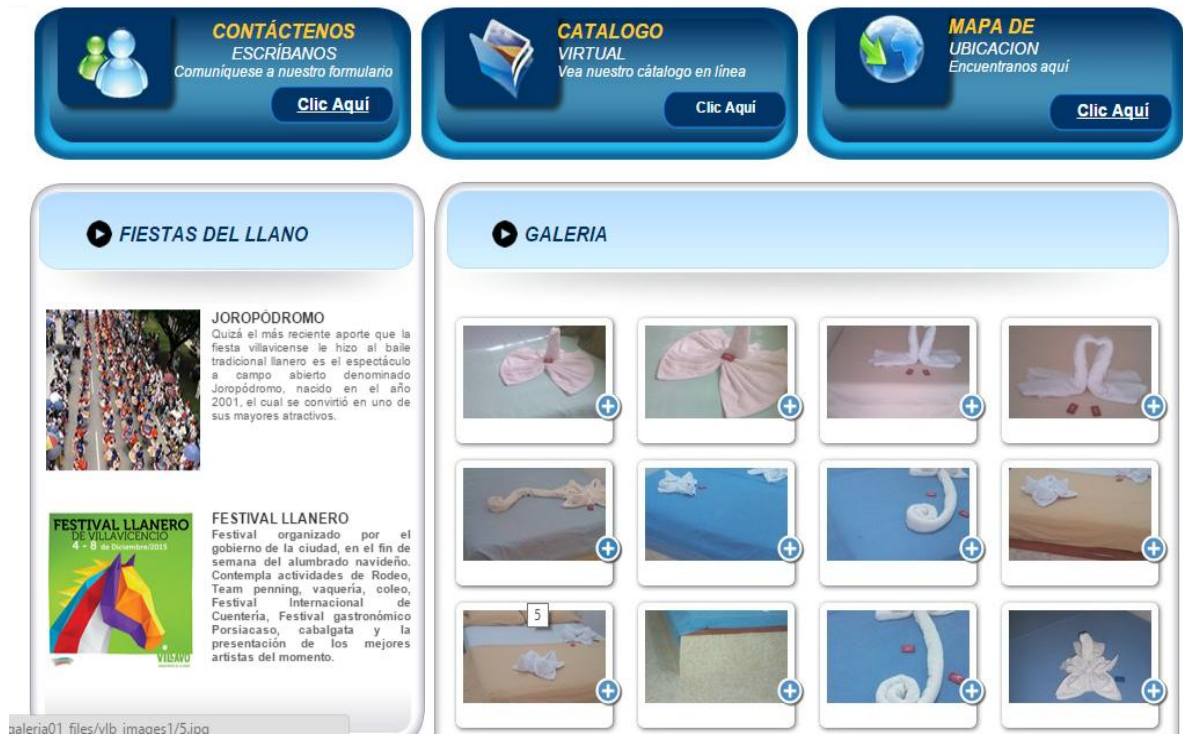 CONTÁCTENOS
ESCRÍBANOS
Comuníquese a nuestro formulario
Clic Aquí
CATALOGO
VIRTUAL
Vea nuestro cátalogo en línea
Clic Aquí
MAPA DE
UBICACION
Encuentranos aquí
Clic Aquí
FIESTAS DEL LLANO
JOROPÓDROMO
Quizá el más reciente aporte que la
fiesta villavicense le hizo al baile
tradicional llanero es el espectáculo
a campo abierto denominado
Joropódromo, nacido en el año
2001, el cual se convirtió en uno de
sus mayores atractivos.
FESTIVAL LLANERO
DE VILLAVICENCIO
4 - 8 de Diciembre/2015
VILLAVO
FESTIVAL LLANERO
Festival organizado por el
gobierno de la ciudad, en el fin de
semana del alumbrado navideño.
Contempla actividades de Rodeo,
Team penning, vaquería, coleo,
Festival Internacional de
Cuentería, Festival gastronómico
Porsiacaso, cabalgata y la
presentación de los mejores
artistas del momento.
GALERIA
5
galeria01_files/vlb_images1/5.jpg